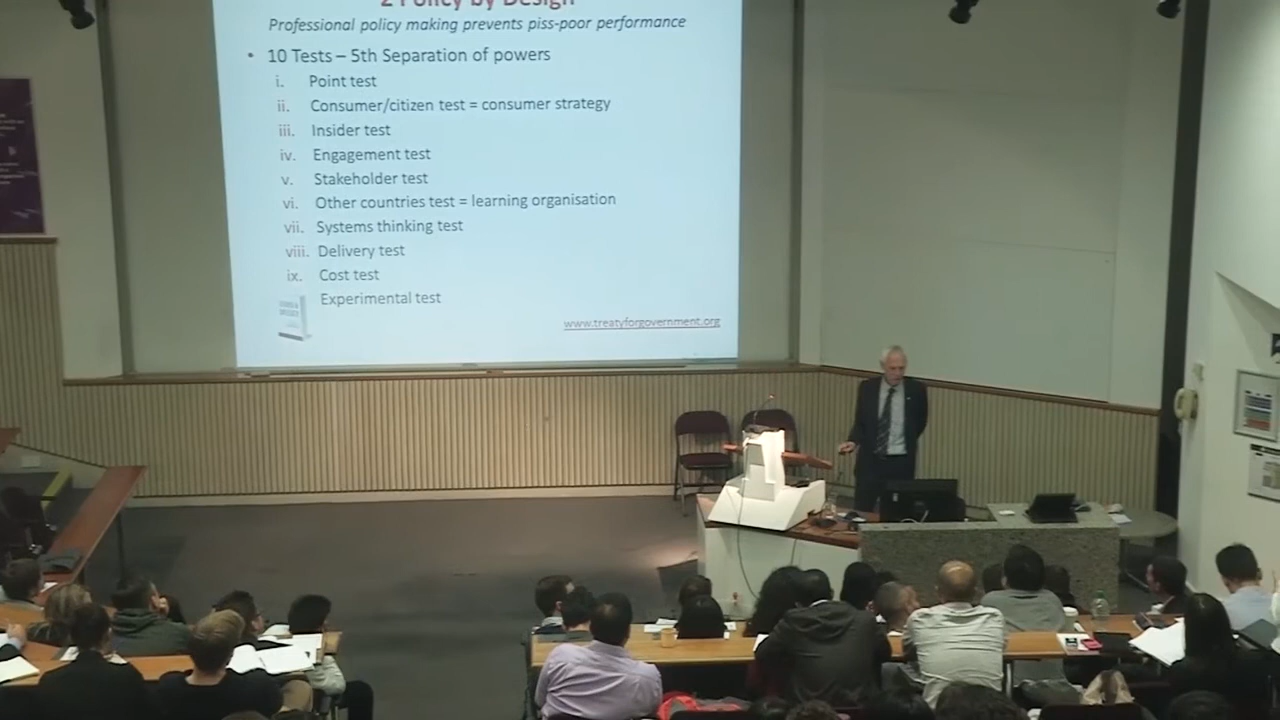 2 Policy by Design
Professional policy making prevents piss-poor performance
• 10 Tests – 5th Separation of powers
i. Point test
ii. Consumer/citizen test = consumer strategy
iii. Insider test
iv. Engagement test
v. Stakeholder test
vi. Other countries test = learning organisation
vii. Systems thinking test
viii. Delivery test
ix. Cost test
Experimental test
www.treatyforgovernment.org